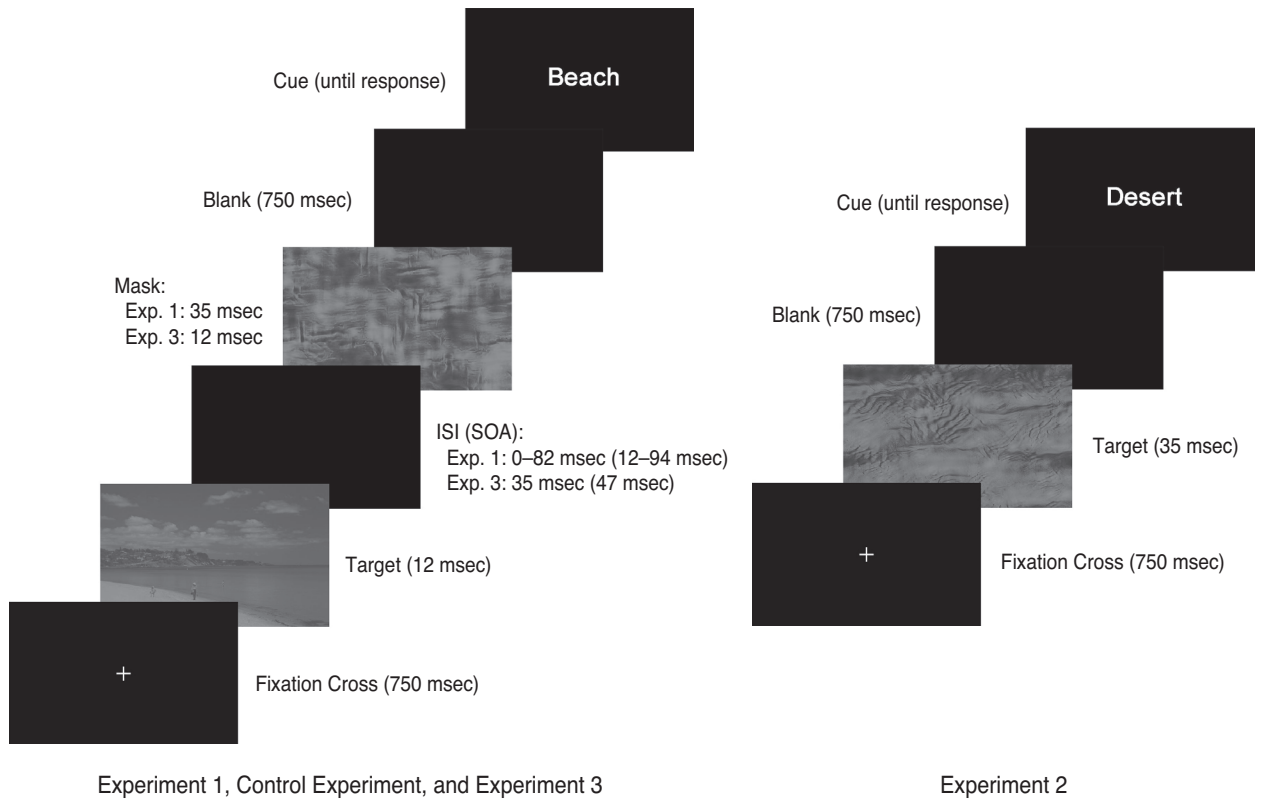 Beach
Cue (until response)
Blank (750 msec)
Mask:
Exp. 1: 35 msec
Exp. 3: 12 msec
ISI (SOA):
Exp. 1: 0–82 msec (12–94 msec)
Exp. 3: 35 msec (47 msec)
Target (12 msec)
Fixation Cross (750 msec)
Experiment 1, Control Experiment, and Experiment 3
Desert
Cue (until response)
Blank (750 msec)
Target (35 msec)
Fixation Cross (750 msec)
Experiment 2